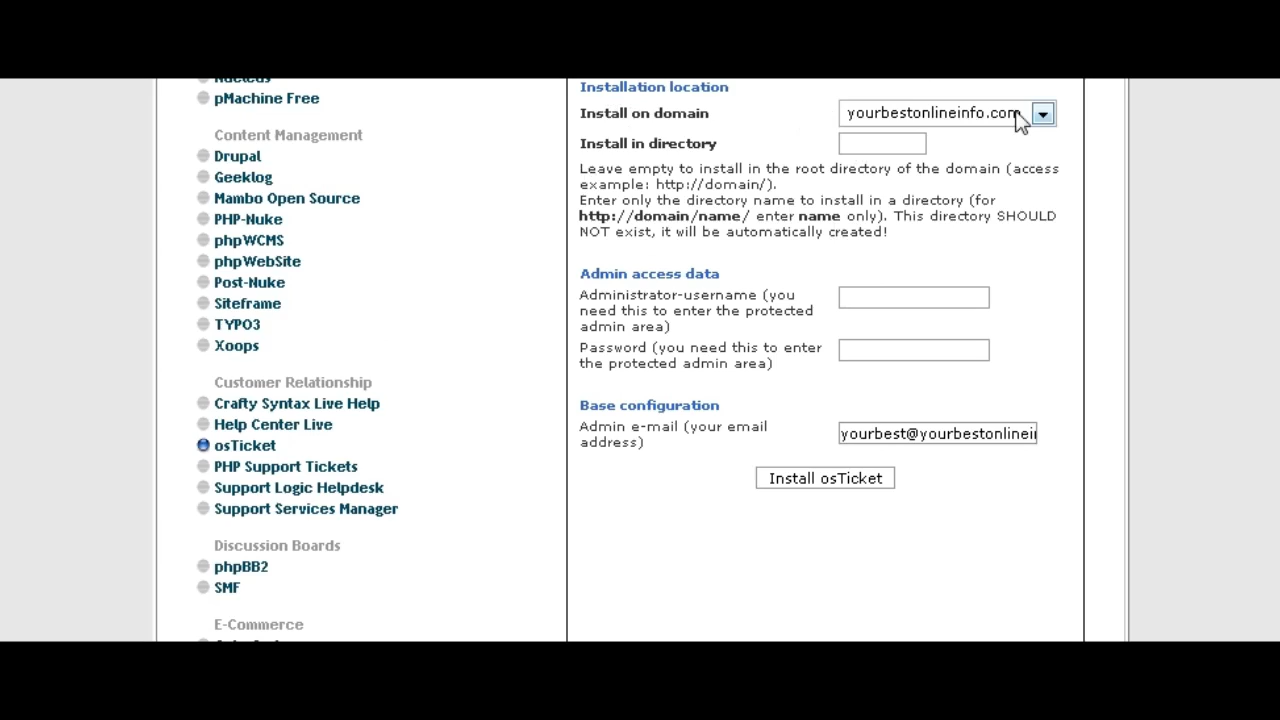 Nucleus
pMachine Free
Content Management
Drupal
Geeklog
Mambo Open Source
PHP-Nuke
phpWCMS
phpWebSite
Post-Nuke
Siteframe
TYPO3
Xoops
Customer Relationship
Crafty Syntax Live Help
Help Center Live
osTicket
PHP Support Tickets
Support Logic Helpdesk
Support Services Manager
Discussion Boards
phpBB2
SMF
E-Commerce
Installation location
Install on domain
yourbestonlineinfo.com
Install in directory
Leave empty to install in the root directory of the domain (access
example: http://domain/).
Enter only the directory name to install in a directory (for
http://domain/name/ enter name only). This directory SHOULD
NOT exist, it will be automatically created!
Admin access data
Administrator-username (you
need this to enter the protected
admin area)
Password (you need this to enter
the protected admin area)
Base configuration
Admin e-mail (your email
address)
yourbest@yourbestonlinei
Install osTicket